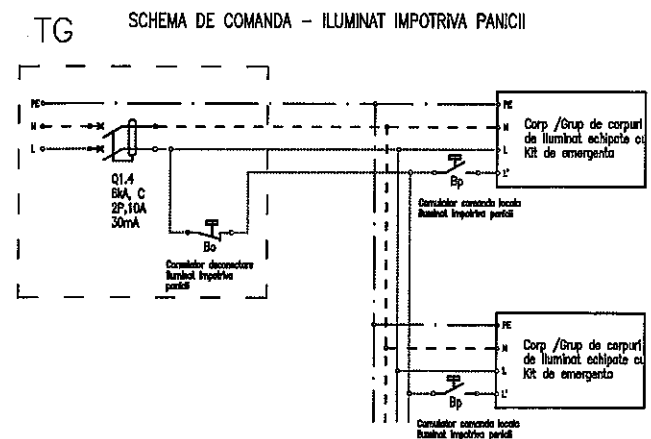 TG
SCHEMA DE COMANDA - ILUMINAT IMPOTRIVA PANICII
PE
N
L
Q1.4
6kA, C
2P,10A
30mA
Bo
Comutator deconectare
iluminat impotriva
panicii
PE
N
L
L'
Corp /Grup de corpuri
de iluminat echipate cu
Kit de emergenta
Bp
Comutator comanda locala
iluminat impotriva panicii
PE
N
L
L'
Corp /Grup de corpuri
de iluminat echipate cu
Kit de emergenta
Bp
Comutator comanda locala
iluminat impotriva panicii